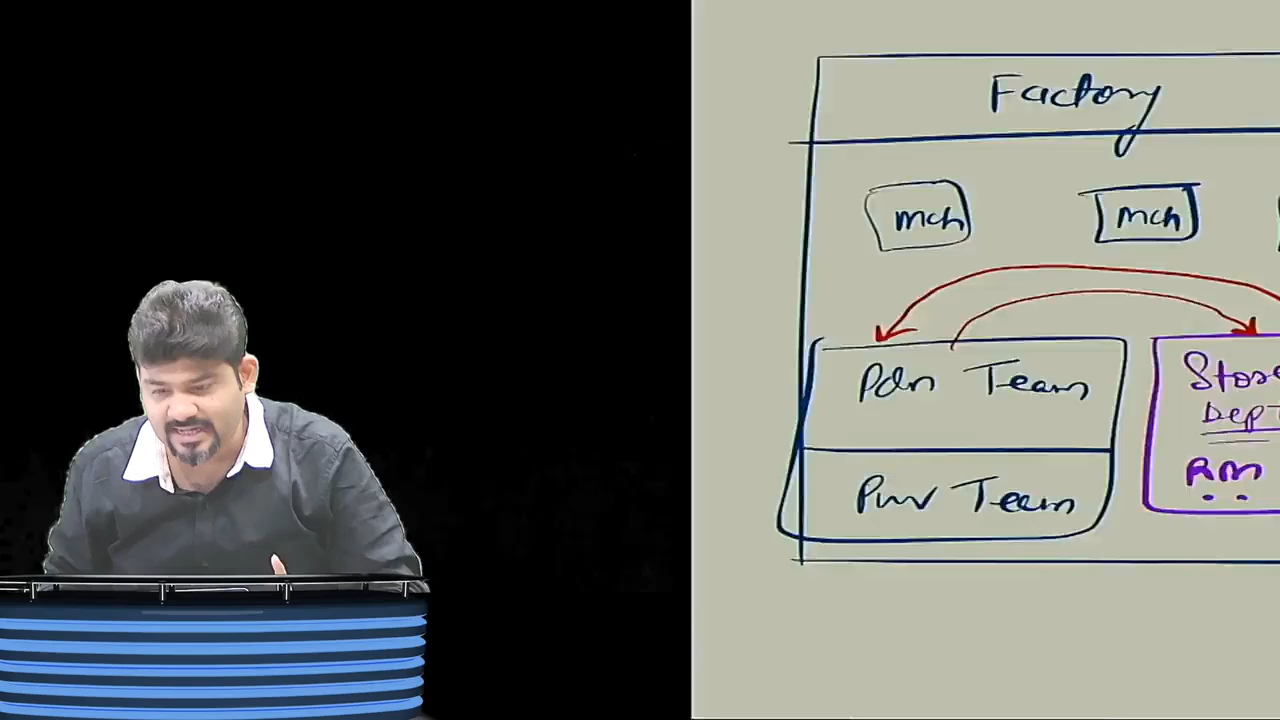 Factory
mch mch
Pdn Team
Store
Dept
RM
Pur Team